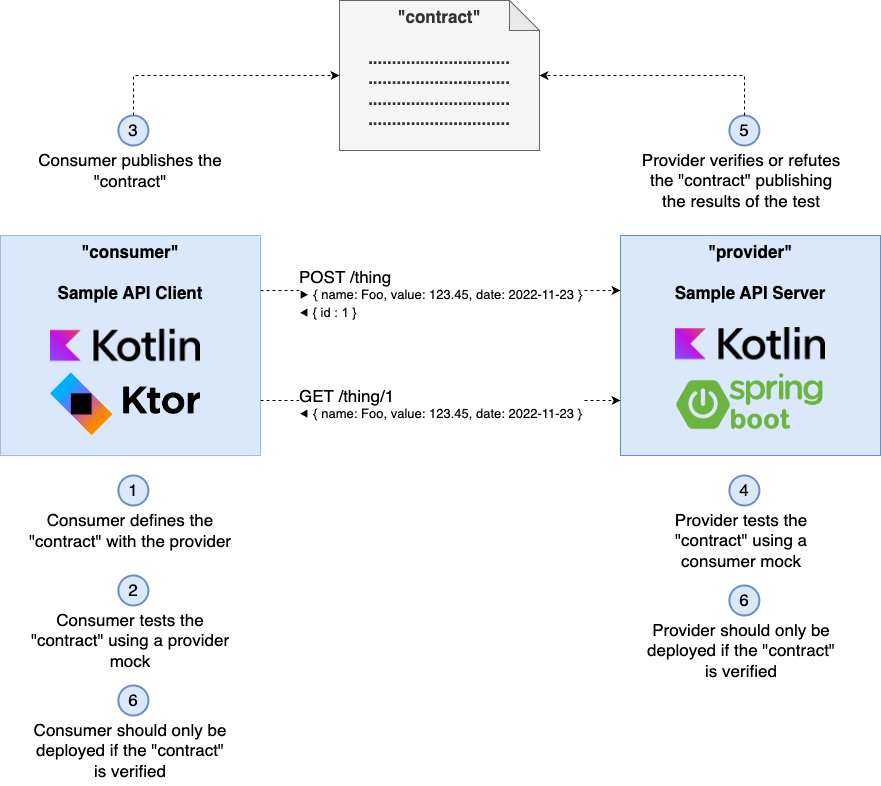 "contract"
3
Consumer publishes the
"contract"
5
Provider verifies or refutes
the "contract" publishing
the results of the test
"consumer"
Sample API Client
Kotlin
Ktor
POST /thing
▶ { name: Foo, value: 123.45, date: 2022-11-23 }
◀ { id : 1 }
GET /thing/1
◀ { name: Foo, value: 123.45, date: 2022-11-23 }
"provider"
Sample API Server
Kotlin
spring
boot
1
Consumer defines the
"contract" with the provider
2
Consumer tests the
"contract" using a provider
mock
6
Consumer should only be
deployed if the "contract"
is verified
4
Provider tests the
"contract" using a
consumer mock
6
Provider should only be
deployed if the "contract"
is verified